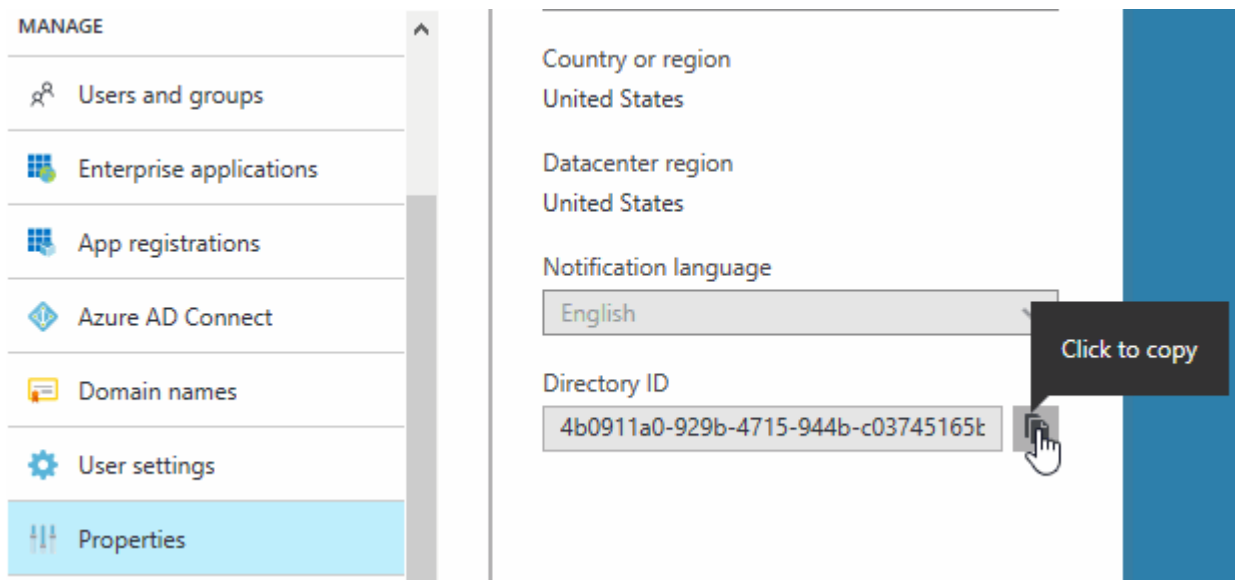 MANAGE
Users and groups
Enterprise applications
App registrations
Azure AD Connect
Domain names
User settings
Properties
Country or region
United States
Datacenter region
United States
Notification language
English
Directory ID
4b0911a0-929b-4715-944b-c03745165b
Click to copy